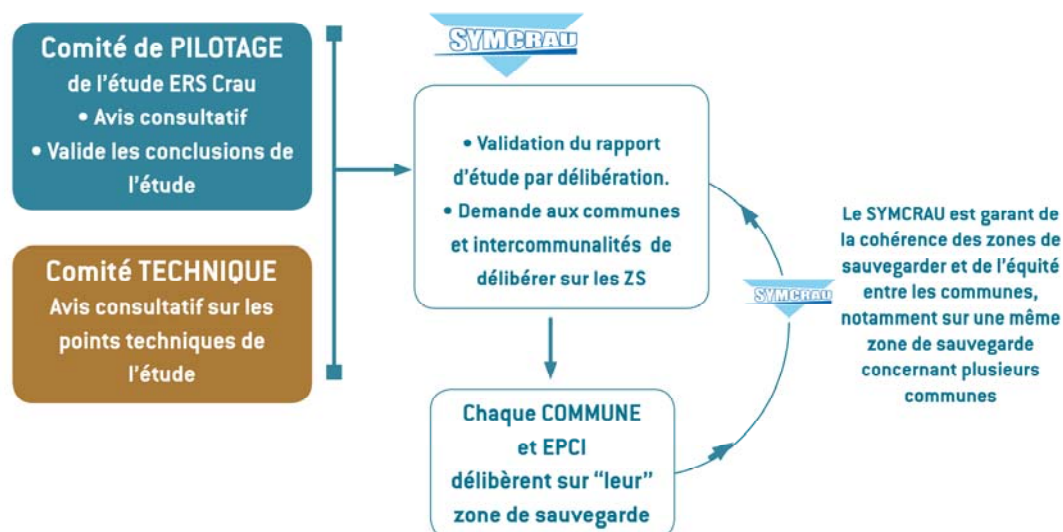 Comité de PILOTAGE
de l'étude ERS Crau
• Avis consultatif
• Valide les conclusions de
l'étude
Comité TECHNIQUE
Avis consultatif sur les
points techniques de
l'étude
SYMCRAU
• Validation du rapport
d'étude par délibération.
• Demande aux communes
et intercommunalités de
délibérer sur les ZS
Chaque COMMUNE
et EPCI
délibèrent sur "leur"
zone de sauvegarde
SYMCRAU
Le SYMCRAU est garant de
la cohérence des zones de
sauvegarder et de l'équité
entre les communes,
notamment sur une même
zone de sauvegarde
concernant plusieurs
communes